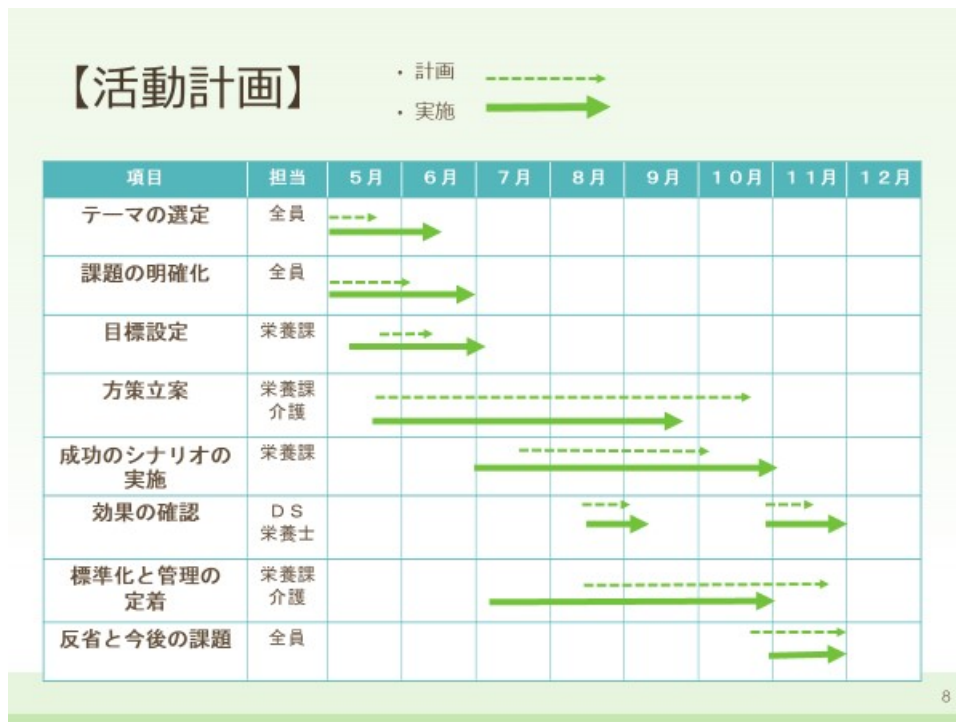 【活動計画】
・計画
・実施
項目 担当 5月 6月 7月 8月 9月 10月 11月 12月
テーマの選定 全員
課題の明確化 全員
目標設定 栄養課
方策立案 栄養課
介護
成功のシナリオの 栄養課
実施
効果の確認 DS
栄養士
標準化と管理の 栄養課
定着 介護
反省と今後の課題 全員
8